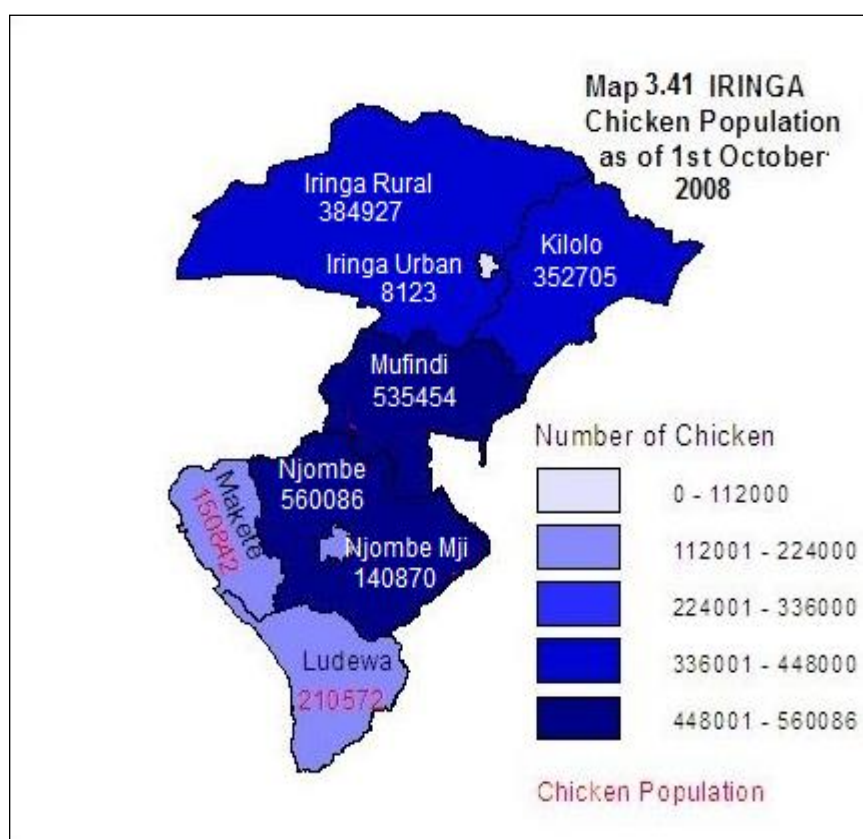 Map 3.41 IRINGA
Chicken Population
as of 1st October
2008
Iringa Rural
384927
Kilolo
352705
Iringa Urban
8123
Mufindi
535454
Njombe
560086
Makete
150842
Njombe Mji
140870
Ludewa
210572
Number of Chicken
0 - 112000
112001 - 224000
224001 - 336000
336001 - 448000
448001 - 560086
Chicken Population